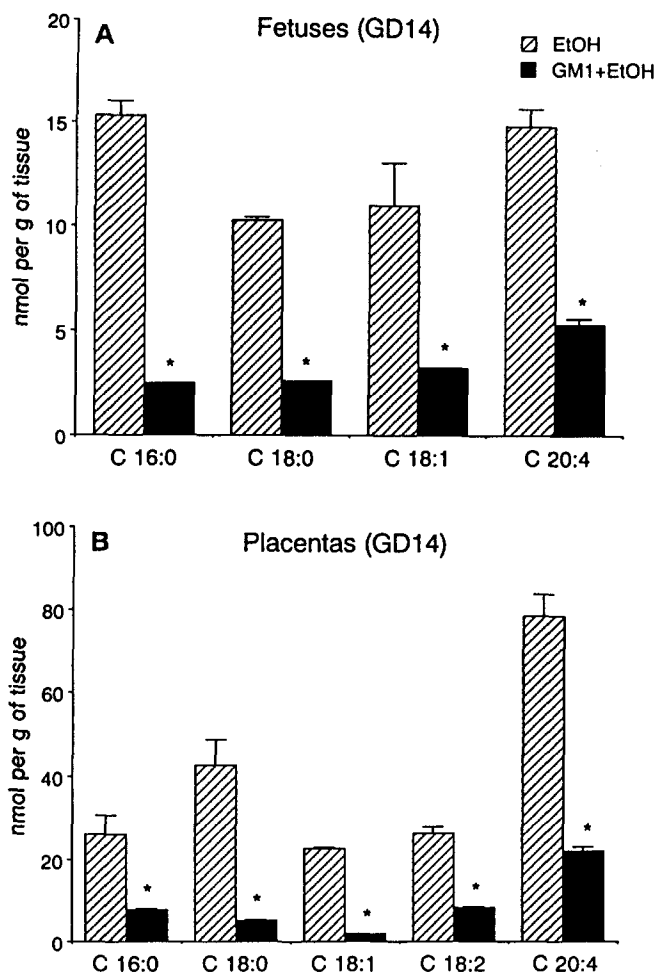 A
Fetuses (GD14)
EtOH
GM1+EtOH
nmol per g of tissue
20
15
10
5
0
*
*
*
*
C 16:0 C 18:0 C 18:1 C 20:4
B
Placentas (GD14)
nmol per g of tissue
100
80
60
40
20
0
*
*
*
*
*
C 16:0 C 18:0 C 18:1 C 18:2 C 20:4